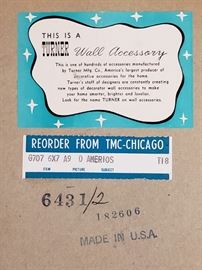 THIS IS A
TURNER Wall Accessory
This is one of hundreds of accessories manufactured
by Turner Mfg. Co., America's largest producer of
decorative accessories for the home.
Turner's staff of designers are constantly creating
new types of decorator wall accessories to make
your home smarter, brighter and lovelier.
Look for the name TURNER on wall accessories.
REORDER FROM TMC-CHICAGO
G707 6X7 A9 O AMERIOS T18
ITEM PICTURE SUBJECT
6431/2
182606
MADE IN U.S.A.